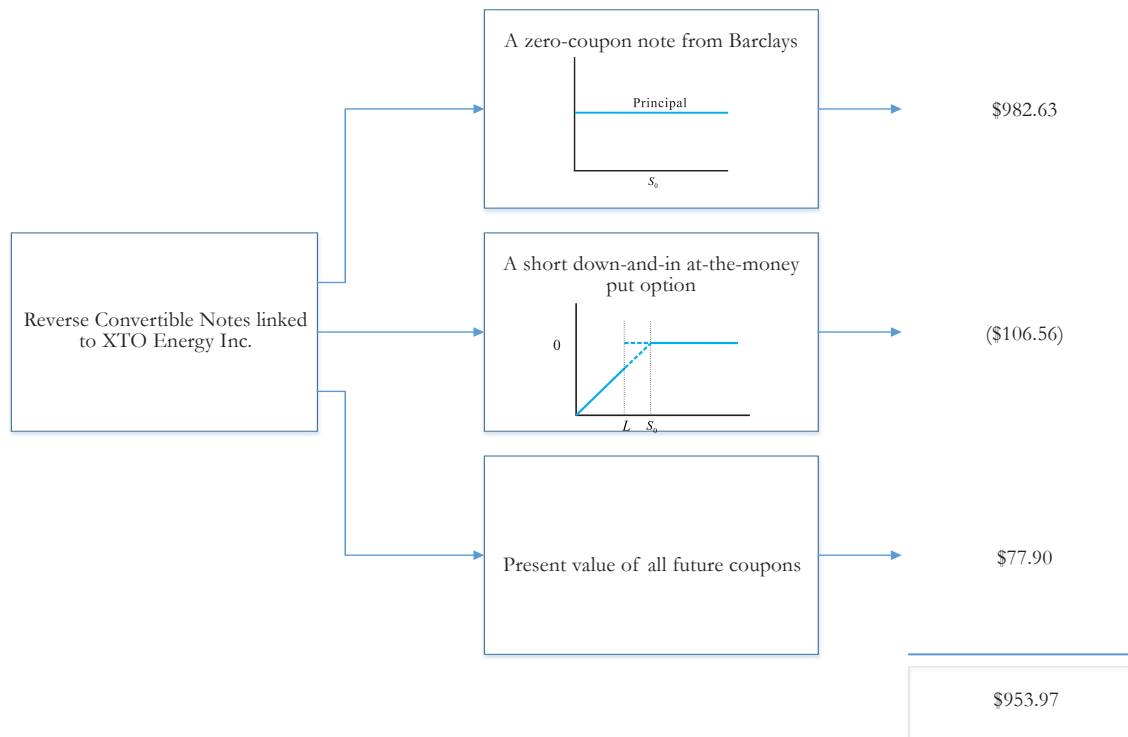 A zero-coupon note from Barclays
Principal
S₀
$982.63
Reverse Convertible Notes linked
to XTO Energy Inc.
A short down-and-in at-the-money
put option
0
L S₀
($106.56)
Present value of all future coupons
$77.90
$953.97